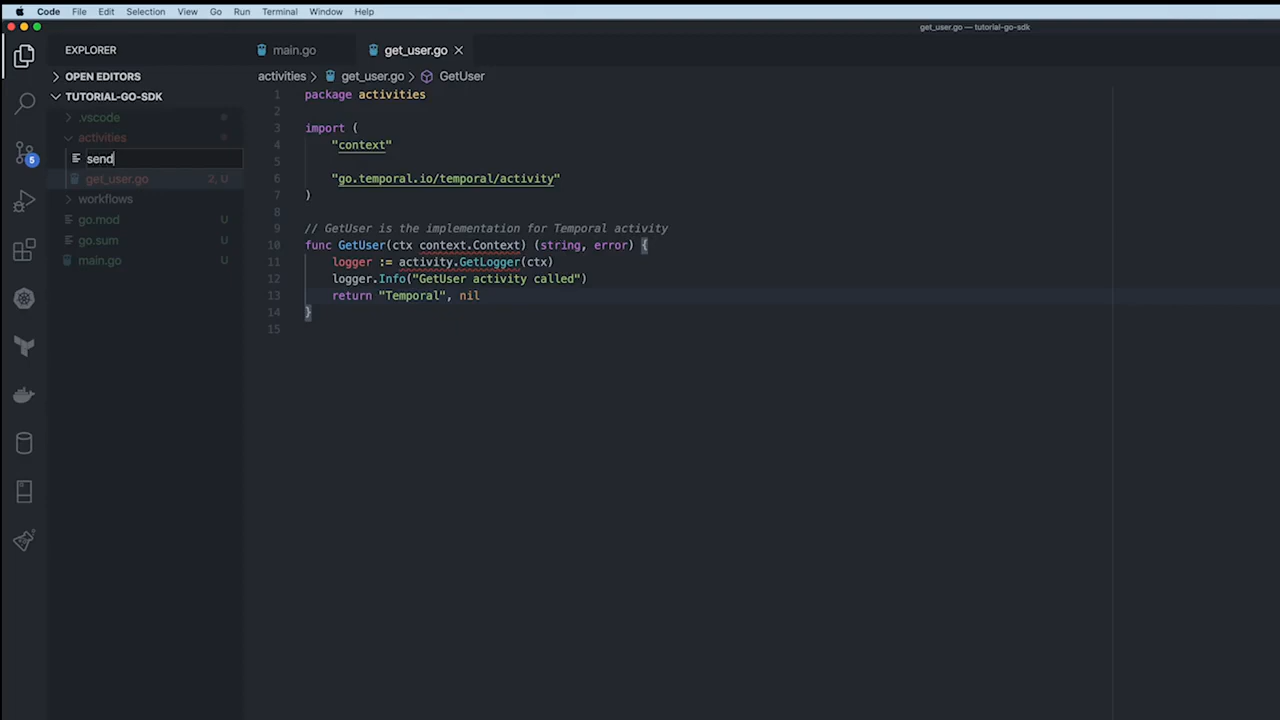 Code File Edit Selection View Go Run Terminal Window Help
get_user.go — tutorial-go-sdk
EXPLORER
main.go
get_user.go
OPEN EDITORS
activities > get_user.go > GetUser
TUTORIAL-GO-SDK
.vscode
activities
send
get_user.go 2, U
workflows
go.mod U
go.sum U
main.go U
5
1 package activities
2
3 import (
4 "context"
5
6 "go.temporal.io/temporal/activity"
7 )
8
9 // GetUser is the implementation for Temporal activity
10 func GetUser(ctx context.Context) (string, error) {
11 logger := activity.GetLogger(ctx)
12 logger.Info("GetUser activity called")
13 return "Temporal", nil
14 }
15